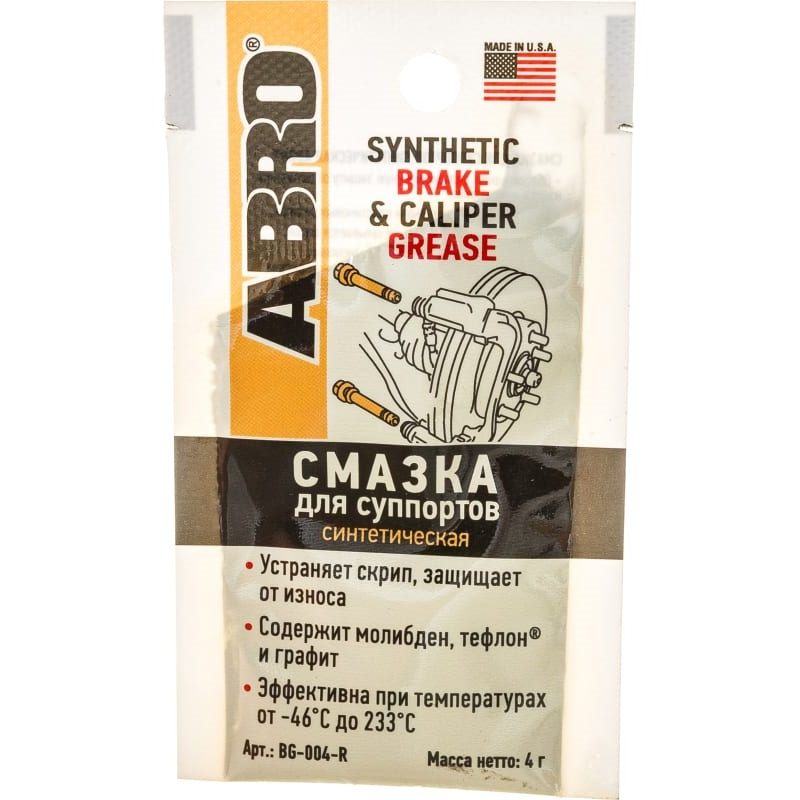 ABRO®
MADE IN U.S.A.
SYNTHETIC
BRAKE
& CALIPER
GREASE
СМАЗКА
для суппортов
синтетическая
• Устраняет скрип, защищает
от износа
• Содержит молибден, тефлон®
и графит
• Эффективна при температурах
от -46°C до 233°C
Арт.: BG-004-R
Масса нетто: 4 г